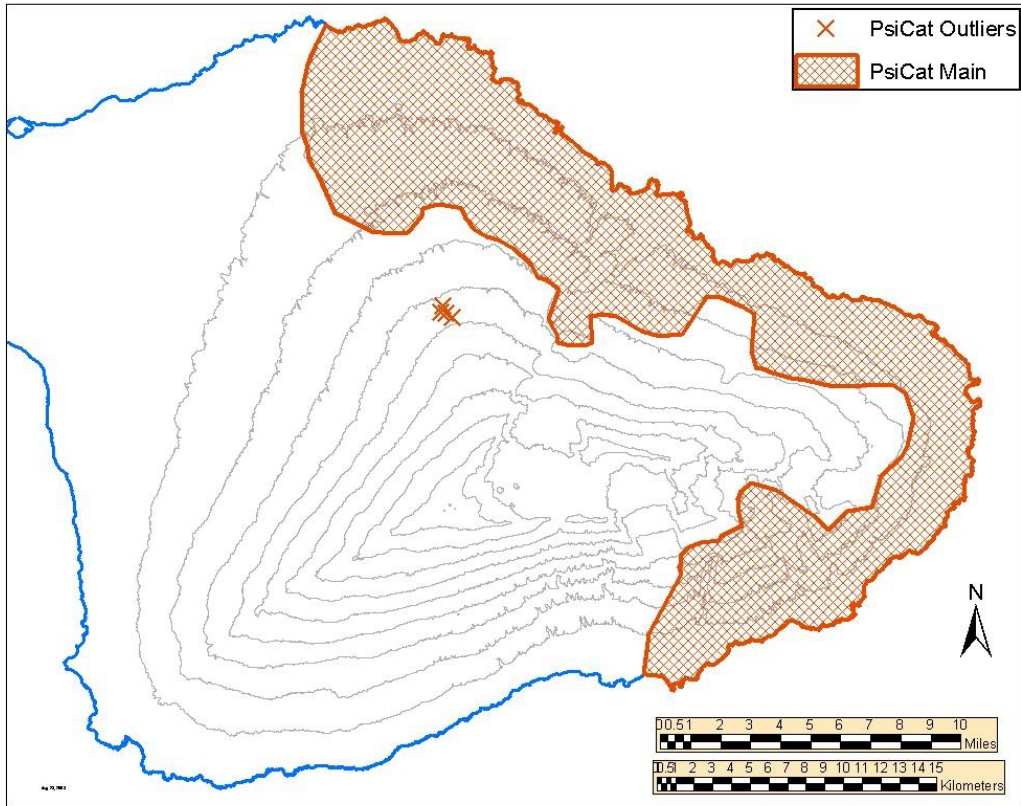 PsiCat Outliers
PsiCat Main
N
0 0.5 1 2 3 4 5 6 7 8 9 10
Miles
0 0.5 1 2 3 4 5 6 7 8 9 10 11 12 13 14 15
Kilometers